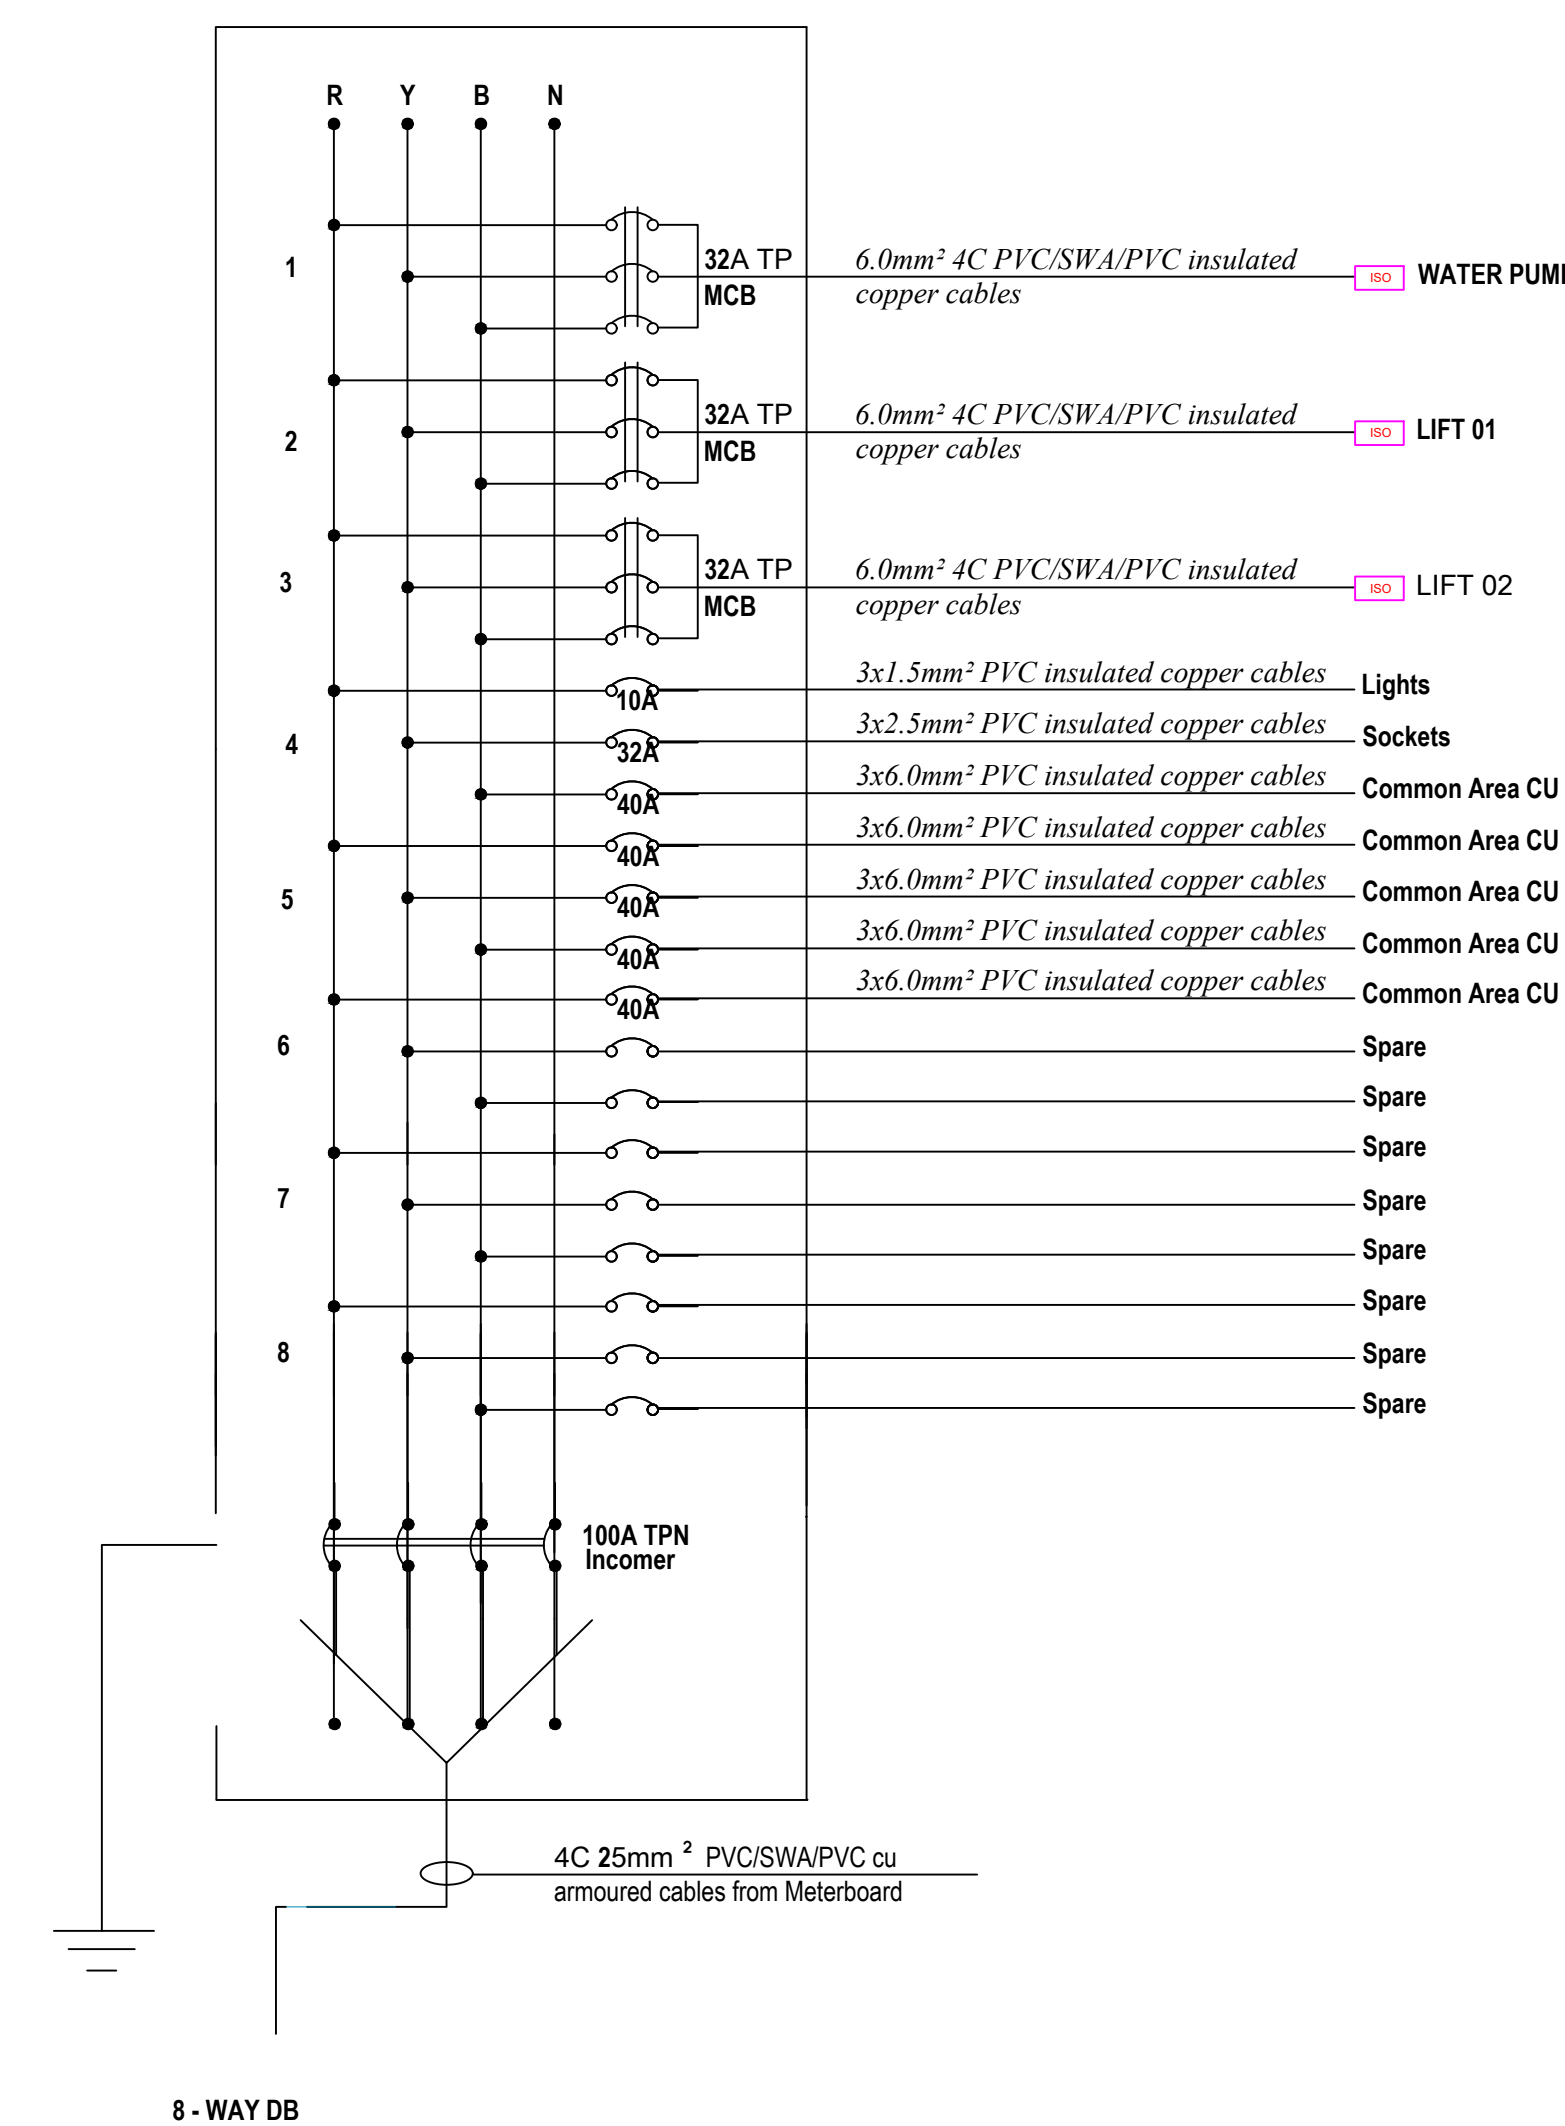 R Y B N
1
32A TP
MCB
6.0mm² 4C PVC/SWA/PVC insulated
copper cables
ISO
WATER PUM
2
32A TP
MCB
6.0mm² 4C PVC/SWA/PVC insulated
copper cables
ISO
LIFT 01
3
32A TP
MCB
6.0mm² 4C PVC/SWA/PVC insulated
copper cables
ISO
LIFT 02
10A 3x1.5mm² PVC insulated copper cables Lights
4
32A 3x2.5mm² PVC insulated copper cables Sockets
40A 3x6.0mm² PVC insulated copper cables Common Area CU
40A 3x6.0mm² PVC insulated copper cables Common Area CU
5
40A 3x6.0mm² PVC insulated copper cables Common Area CU
40A 3x6.0mm² PVC insulated copper cables Common Area CU
40A 3x6.0mm² PVC insulated copper cables Common Area CU
6
Spare
Spare
Spare
7
Spare
Spare
Spare
8
Spare
Spare
100A TPN
Incomer
4C 25mm ² PVC/SWA/PVC cu
armoured cables from Meterboard
8 - WAY DB